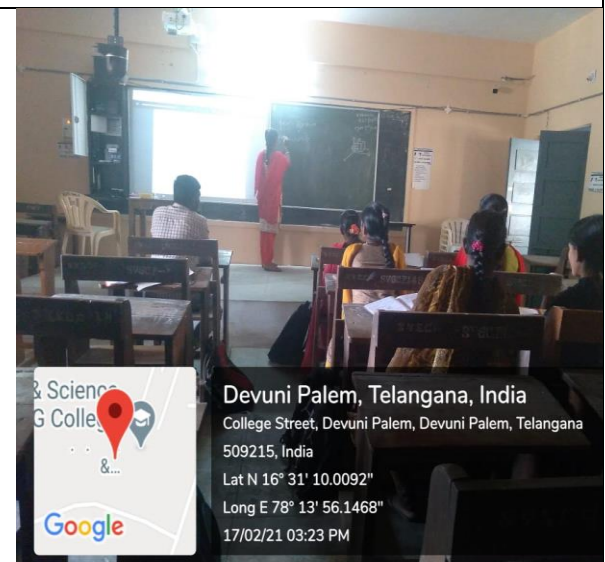 & Science
G Colleg
&...
Google
Devuni Palem, Telangana, India
College Street, Devuni Palem, Devuni Palem, Telangana
509215, India
Lat N 16° 31' 10.0092"
Long E 78° 13' 56.1468"
17/02/21 03:23 PM